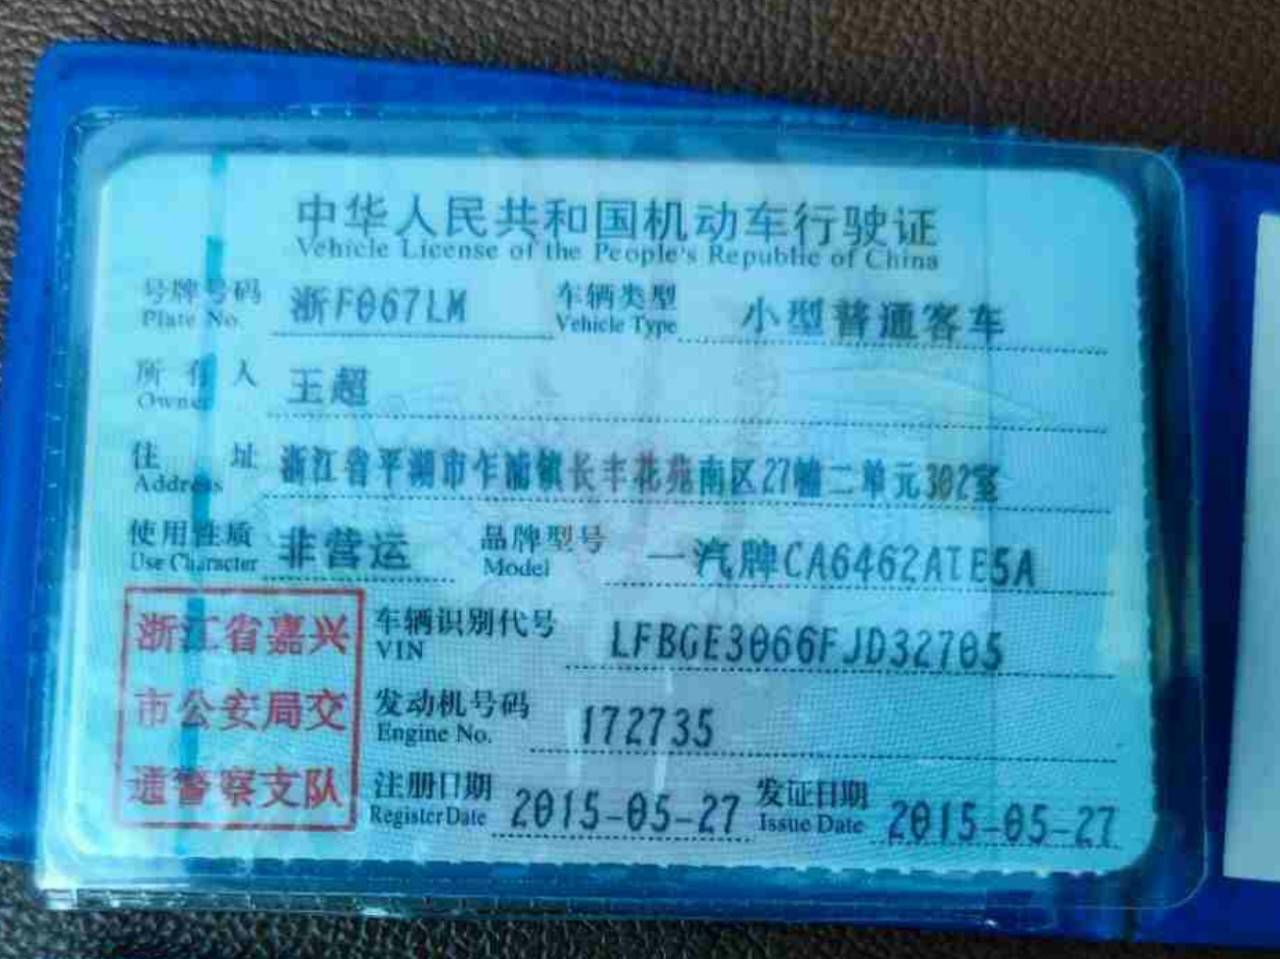 中华人民共和国机动车行驶证
Vehicle License of the People's Republic of China
号牌号码 浙F067LM 车辆类型 小型普通客车
Plate No. Vehicle Type
所有人 王超
Owner
住址 浙江省平湖市乍浦镇长丰花苑南区27幢二单元302室
Address
使用性质 非营运 品牌型号 一汽牌CA6462ATE5A
Use Character Model
浙江省嘉兴
市公安局交
通警察支队
车辆识别代号 LFBGE3066FJD32705
VIN
发动机号码 172735
Engine No.
注册日期 2015-05-27 发证日期 2015-05-27
Register Date Issue Date